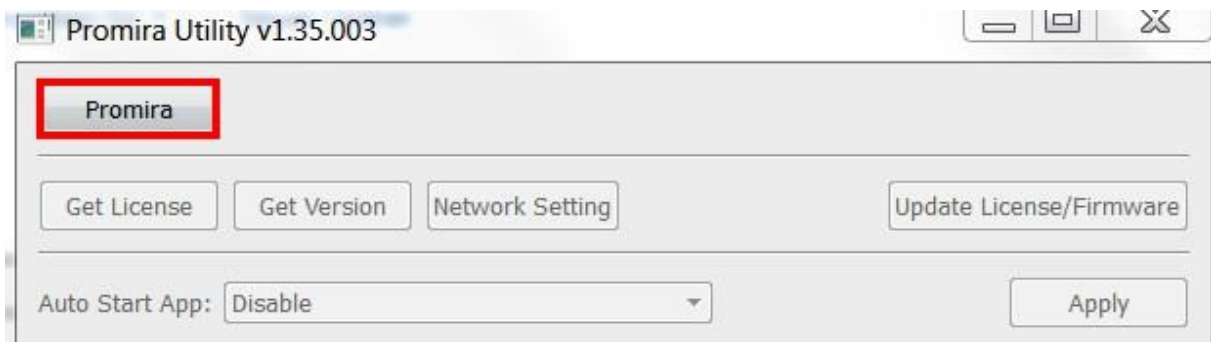 Promira Utility v1.35.003
Promira
Get License Get Version Network Setting Update License/Firmware
Auto Start App: Disable Apply